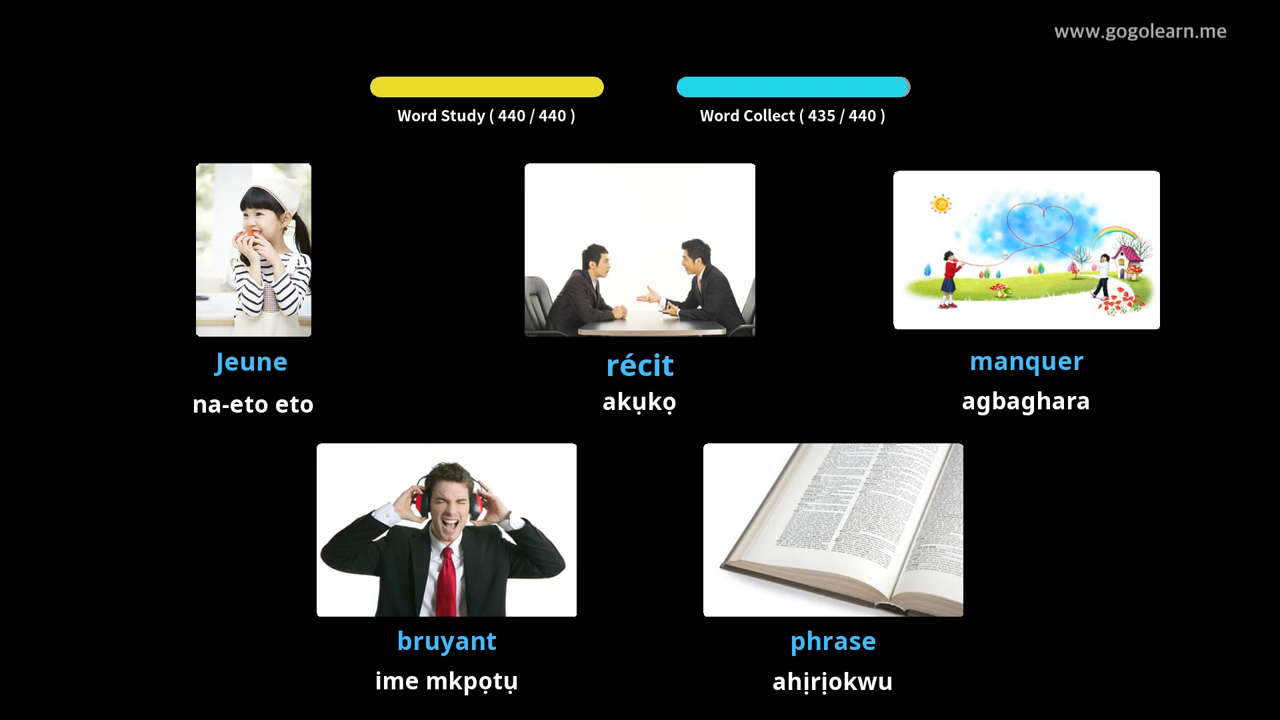 www.gogolearn.me
Word Study ( 440 / 440 )
Word Collect ( 435 / 440 )
Jeune
na-eto eto
récit
akụkọ
manquer
agbaghara
bruyant
ime mkpọtụ
phrase
ahịrịokwu